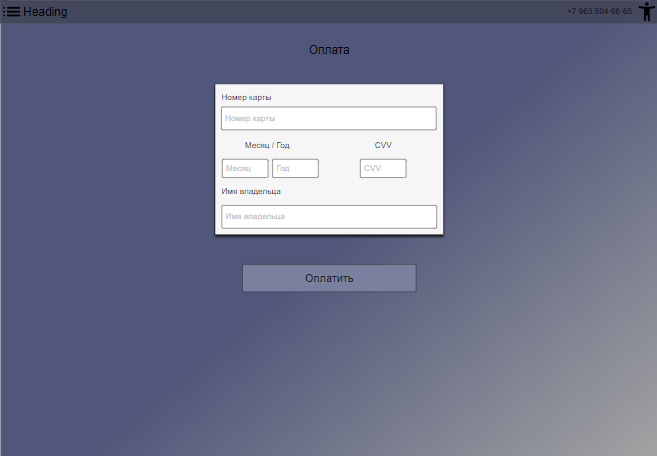 Heading
+7 963 504-66-65
Оплата
Номер карты
Номер карты
Месяц / Год CVV
Месяц Год CVV
Имя владельца
Имя владельца
Оплатить